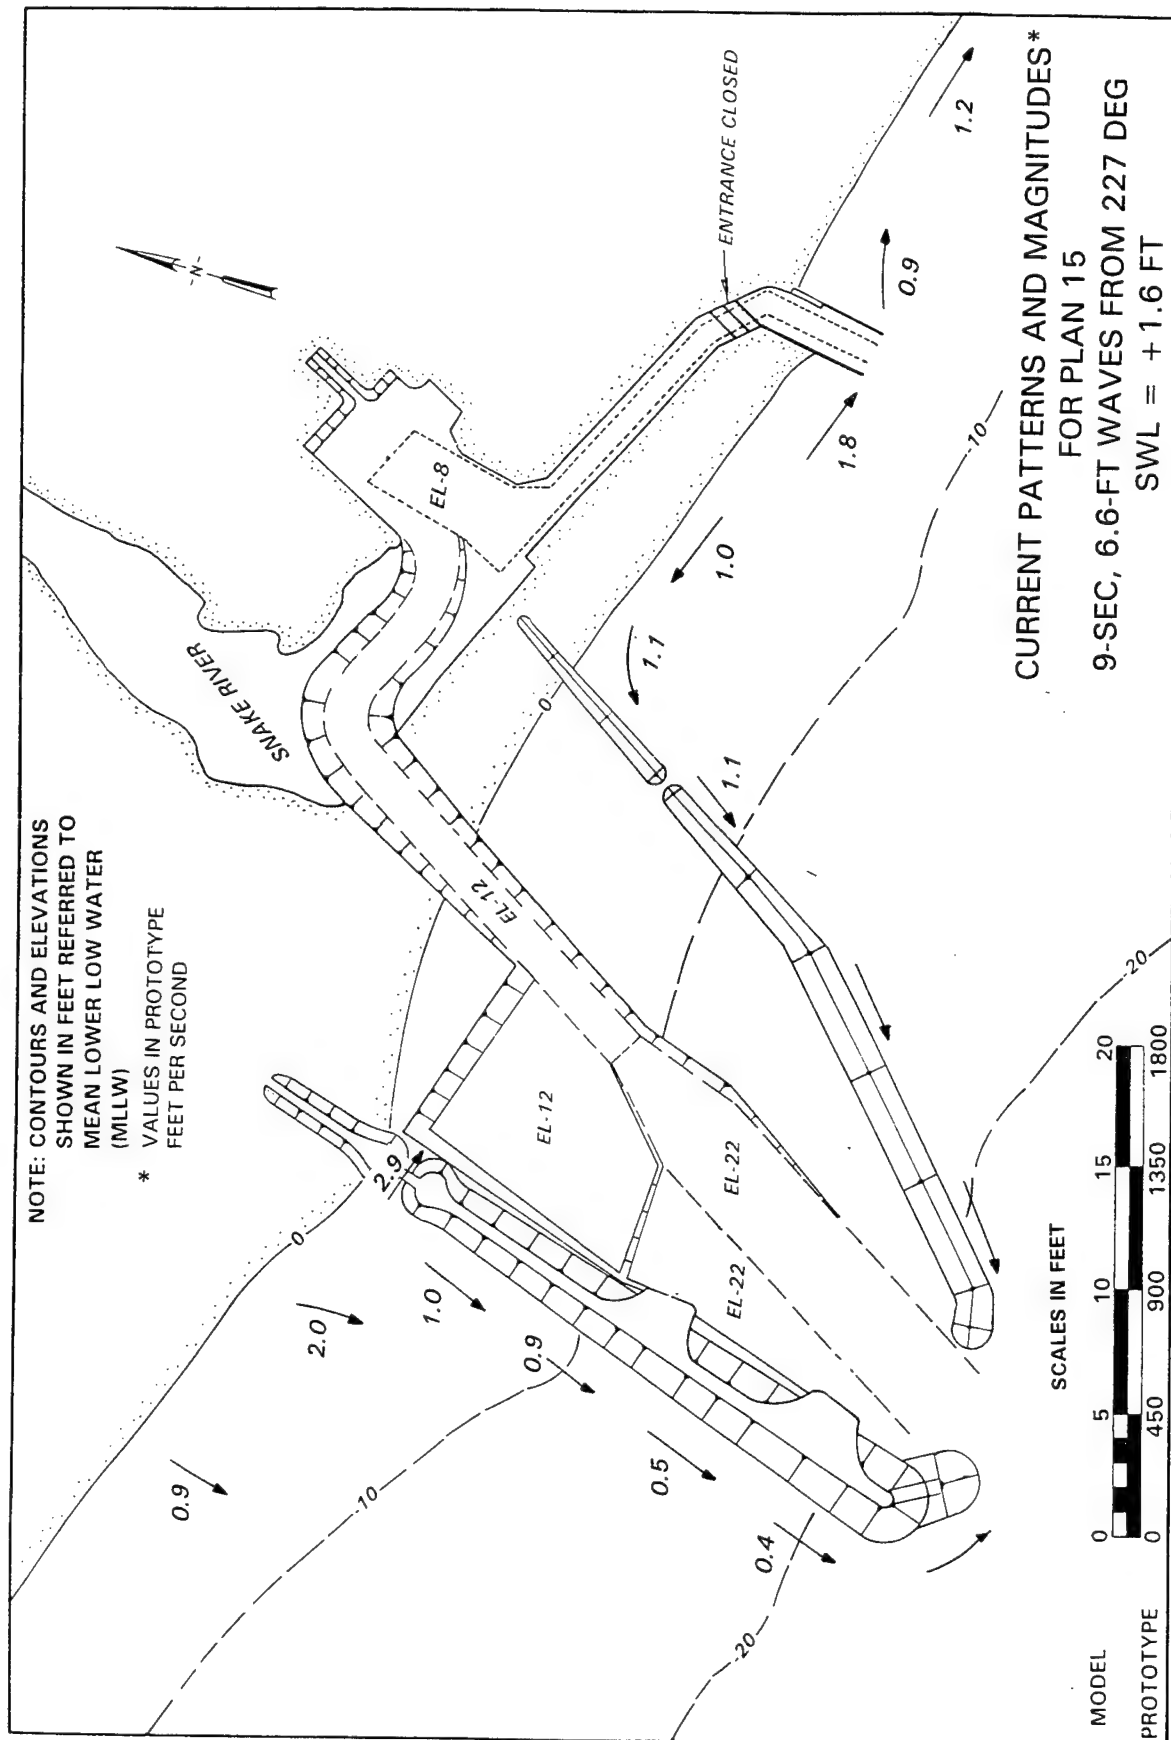 NOTE: CONTOURS AND ELEVATIONS
SHOWN IN FEET REFERRED TO
MEAN LOWER LOW WATER
(MLLW)
* VALUES IN PROTOTYPE
FEET PER SECOND
SNAKE RIVER
-N-
ENTRANCE CLOSED
EL-8
EL-12
EL-12
EL-22
EL-22
0
0
-10
-10
-20
-20
0.9
2.0
1.0
2.9
0.9
0.5
0.4
1.1
1.1
1.0
1.8
0.9
1.2
SCALES IN FEET
MODEL 0 5 10 15 20
PROTOTYPE 0 450 900 1350 1800
CURRENT PATTERNS AND MAGNITUDES*
FOR PLAN 15
9-SEC, 6.6-FT WAVES FROM 227 DEG
SWL = +1.6 FT